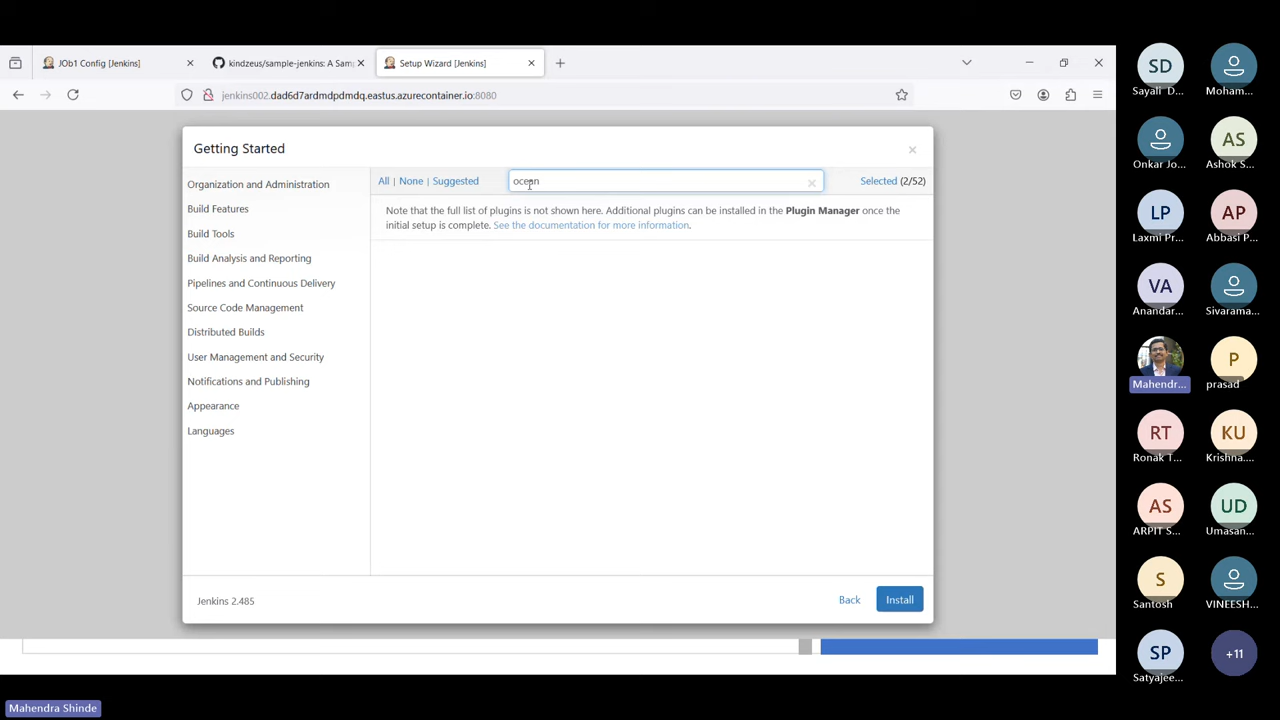 JOb1 Config [Jenkins]
kindzeus/sample-jenkins: A Sam
Setup Wizard [Jenkins]
jenkins002.dad6d7ardmdpdmdq.eastus.azurecontainer.io:8080
Getting Started
All | None | Suggested
ocean
Selected (2/52)
Organization and Administration
Build Features
Build Tools
Build Analysis and Reporting
Pipelines and Continuous Delivery
Source Code Management
Distributed Builds
User Management and Security
Notifications and Publishing
Appearance
Languages
Note that the full list of plugins is not shown here. Additional plugins can be installed in the Plugin Manager once the
initial setup is complete. See the documentation for more information.
Jenkins 2.485
Back
Install
SD
Sayali D...
Moham...
Onkar Jo...
AS
Ashok S...
LP
Laxmi Pr...
AP
Abbasi P...
VA
Anandar...
Sivarama...
Mahendr...
P
prasad
RT
Ronak T...
KU
Krishna....
AS
ARPIT S...
UD
Umasan...
S
Santosh
VINEESH...
SP
Satyajee...
+11
Mahendra Shinde